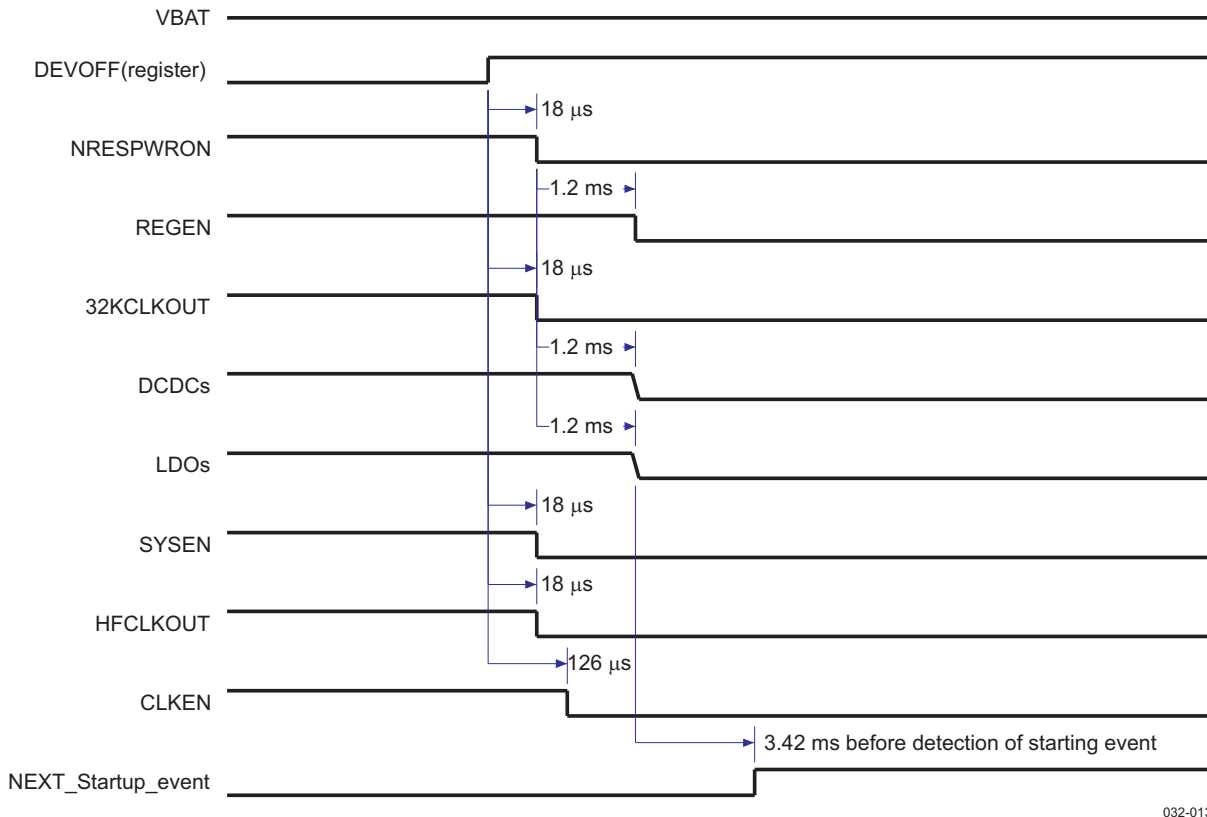 VBAT
DEVOFF(register)
18 μs
NRESPWRON
1.2 ms
REGEN
18 μs
32KCLKOUT
1.2 ms
DCDCs
1.2 ms
LDOs
18 μs
SYSEN
18 μs
HFCLKOUT
126 μs
CLKEN
3.42 ms before detection of starting event
NEXT_Startup_event
032-013